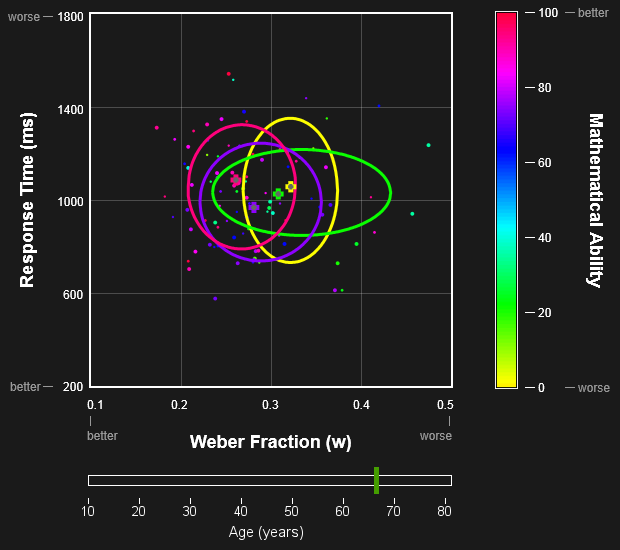 worse
1800
1400
1000
600
better
200
Response Time (ms)
0.1
0.2
0.3
0.4
0.5
better
worse
Weber Fraction (w)
10
20
30
40
50
60
70
80
Age (years)
100
better
80
60
40
20
0
worse
Mathematical Ability